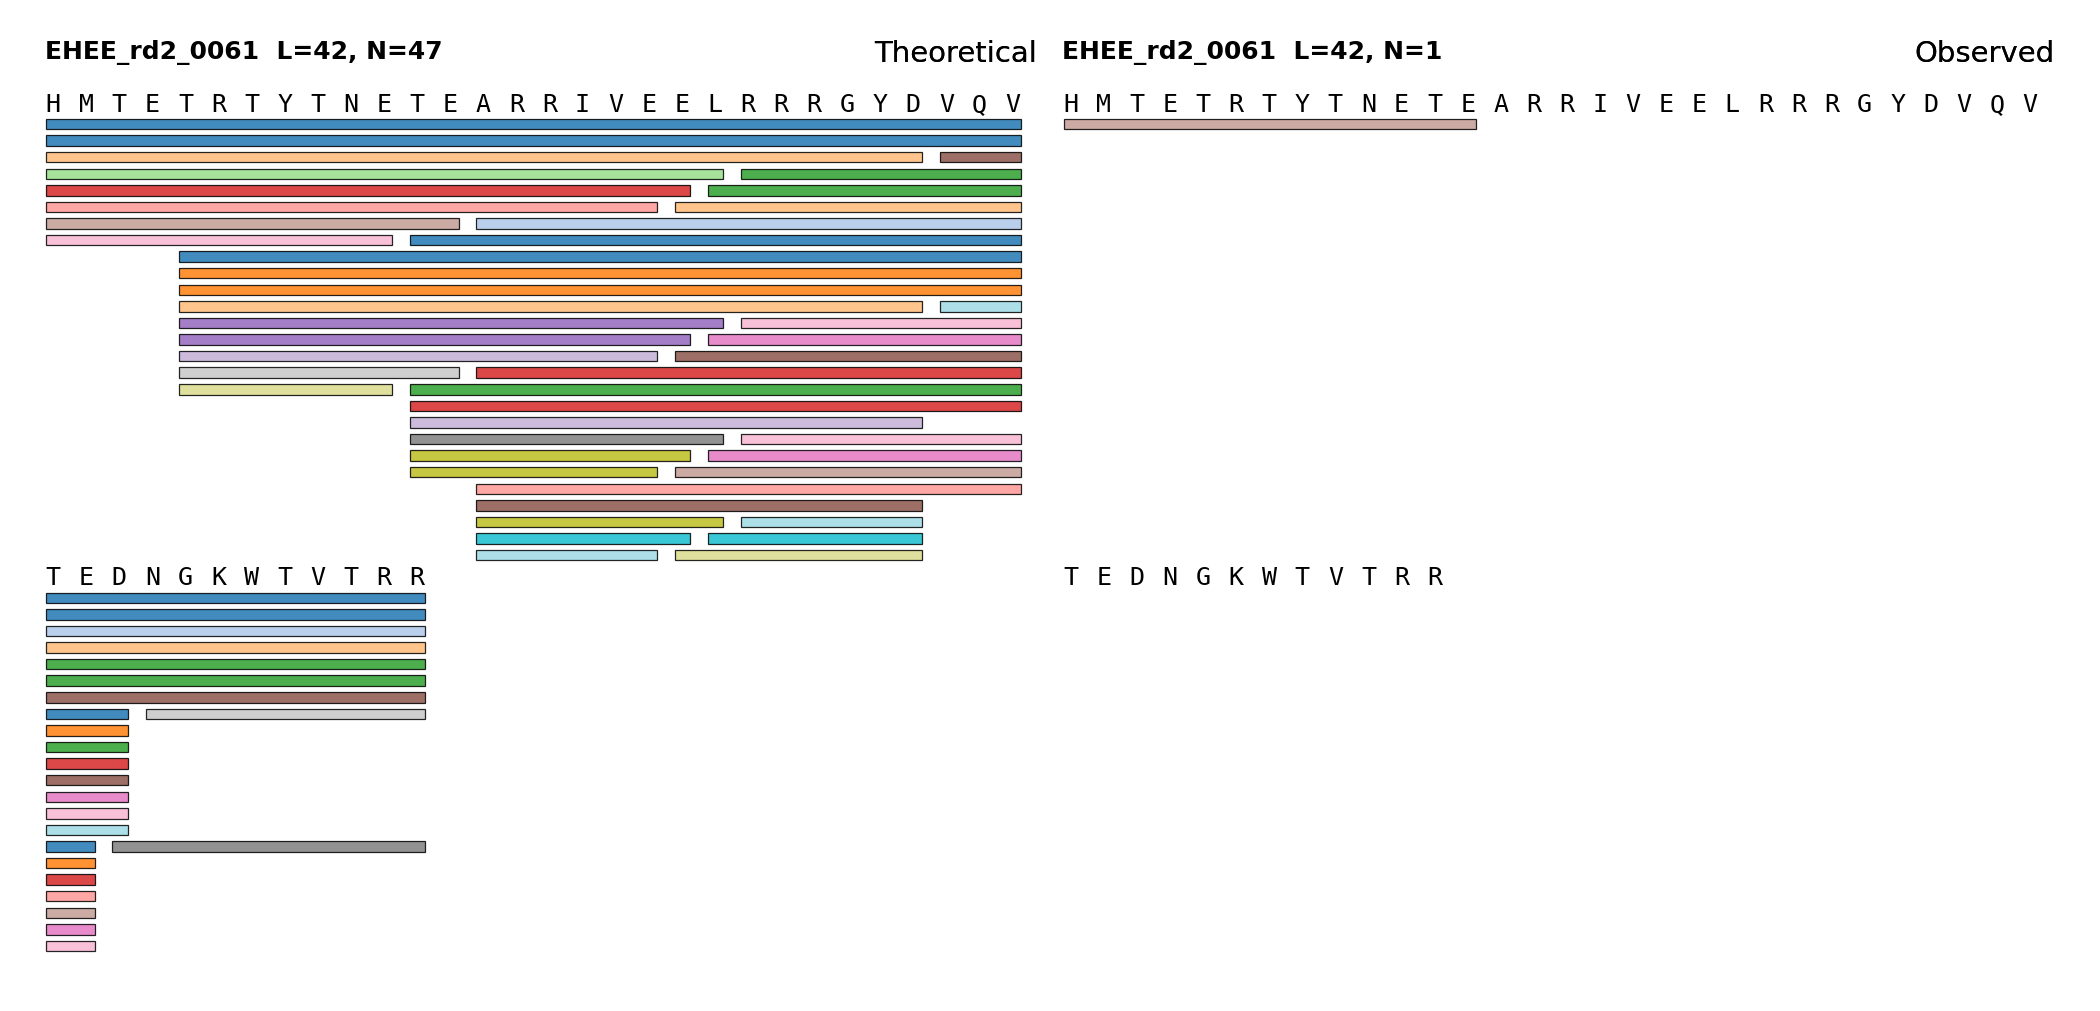 EHEE_rd2_0061  L=42, N=47
Theoretical
H M T E T R T Y T N E T E A R R I V E E L R R R G Y D V Q V
T E D N G K W T V T R R
EHEE_rd2_0061  L=42, N=1
Observed
H M T E T R T Y T N E T E A R R I V E E L R R R G Y D V Q V
T E D N G K W T V T R R